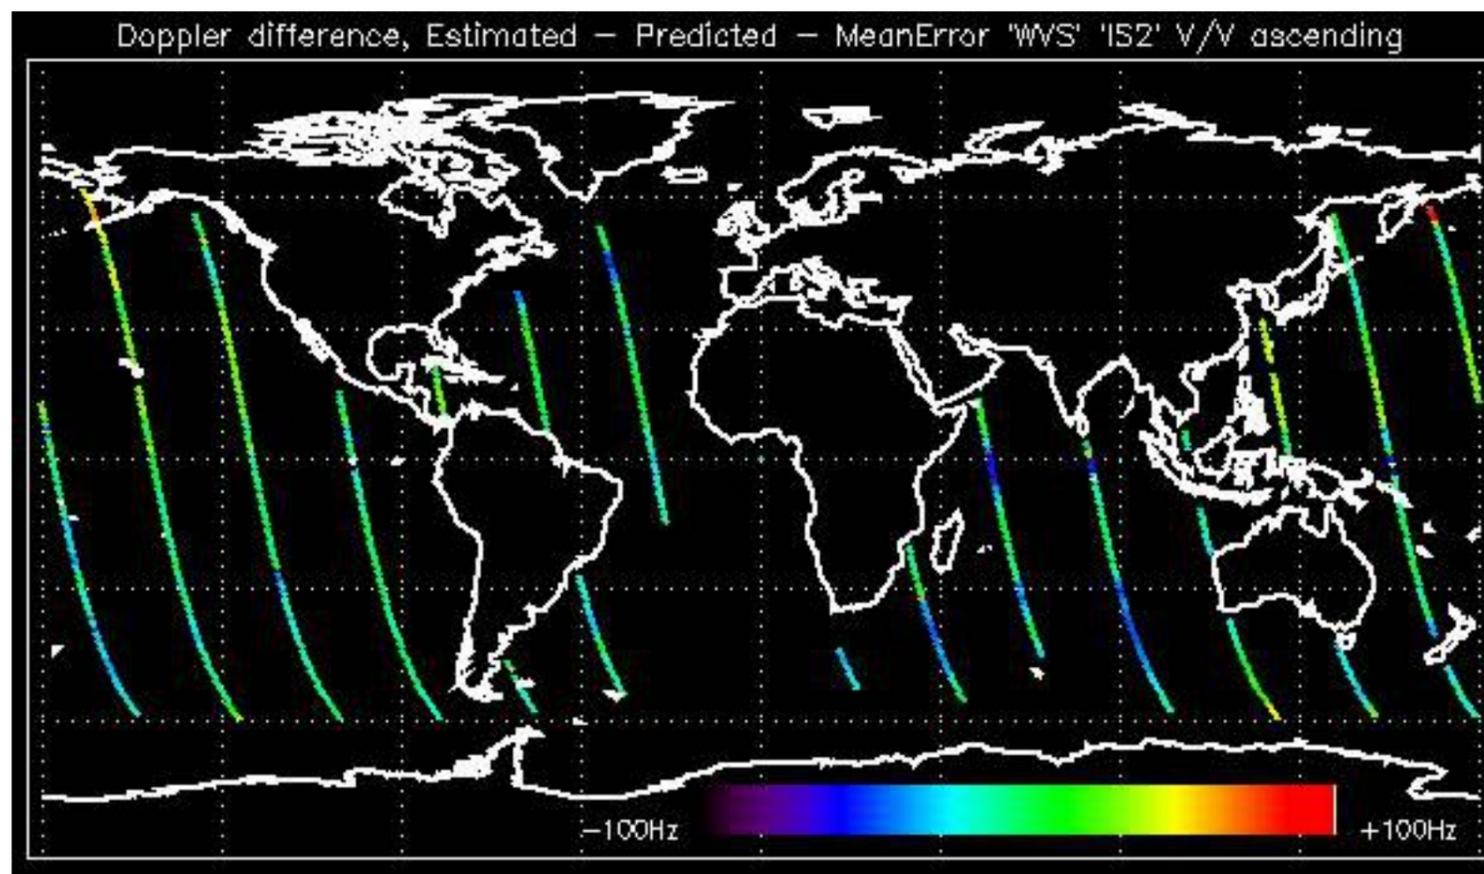 Doppler difference, Estimated — Predicted — MeanError 'WVS' 'IS2' V/V ascending
—100Hz
+100Hz